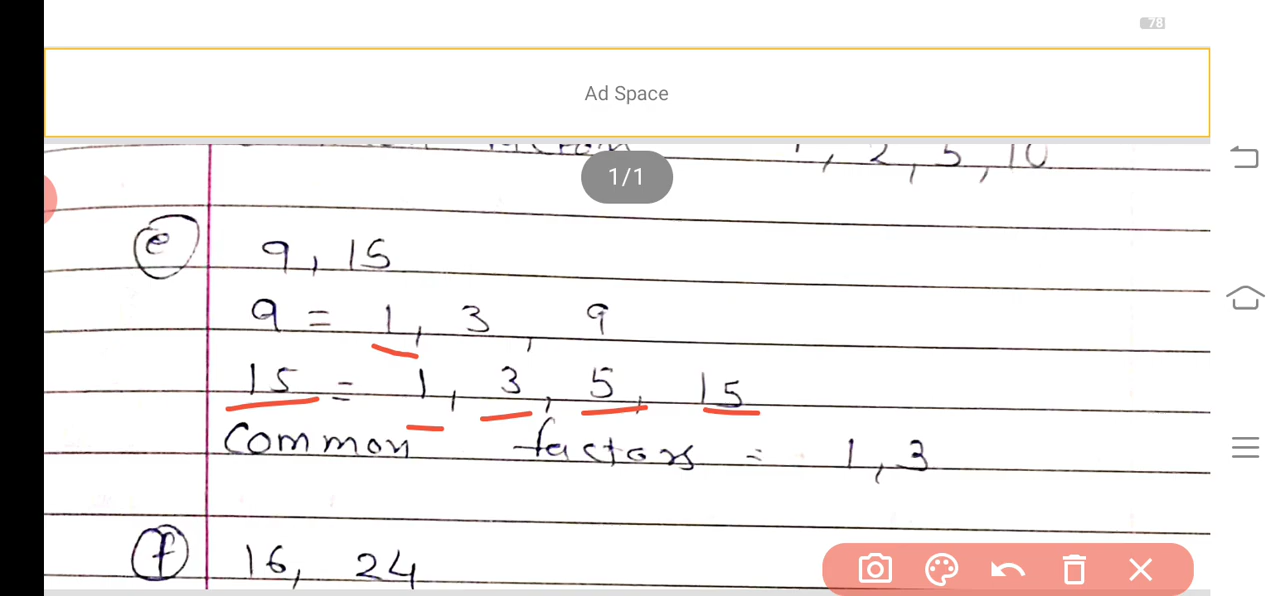 78
Ad Space
1, 2, 5, 10
1/1
(e) 9, 15
9 = 1, 3, 9
15 = 1, 3, 5, 15
Common factors = 1, 3
(f) 16, 24